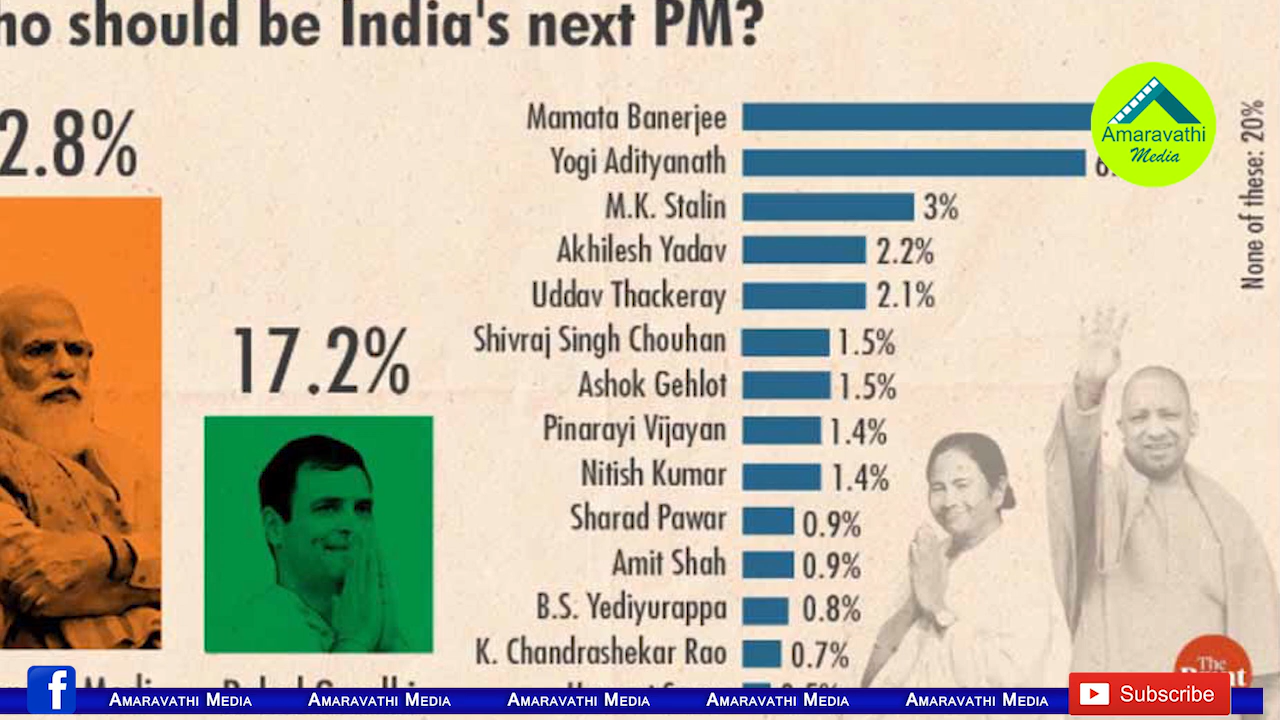 ho should be India's next PM?
2.8%
17.2%
Mamata Banerjee
Yogi Adityanath 6.
M.K. Stalin 3%
Akhilesh Yadav 2.2%
Uddav Thackeray 2.1%
Shivraj Singh Chouhan 1.5%
Ashok Gehlot 1.5%
Pinarayi Vijayan 1.4%
Nitish Kumar 1.4%
Sharad Pawar 0.9%
Amit Shah 0.9%
B.S. Yediyurappa 0.8%
K. Chandrashekar Rao 0.7%
None of these: 20%
Amaravathi
Media
The
f
Amaravathi Media Amaravathi Media Amaravathi Media Amaravathi Media Amaravathi Media
Subscribe